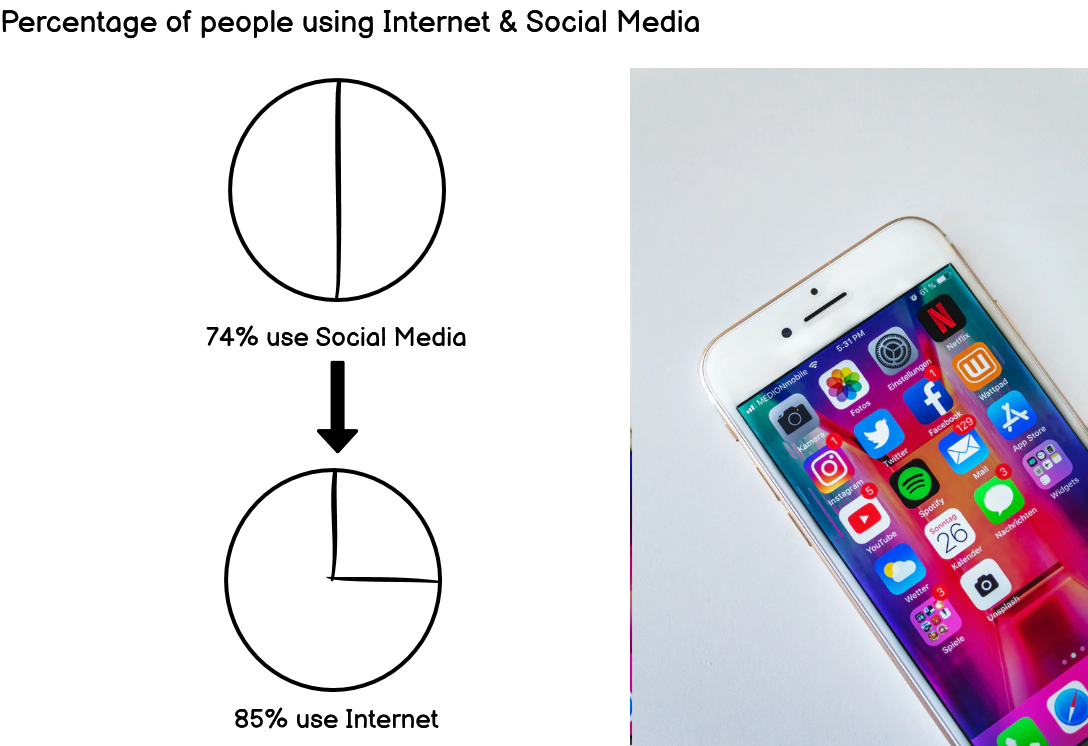 Percentage of people using Internet & Social Media
74% use Social Media
85% use Internet
MEDIONmobile
5:31 PM
61 %
Kamera
Fotos
Einstellungen
Netflix
1
Instagram
Twitter
1
Facebook
Wattpad
5
YouTube
Spotify
129
Mail
App Store
Wetter
Sonntag
26
Kalender
3
Nachrichten
Widgets
3
Spiele
Unsplash